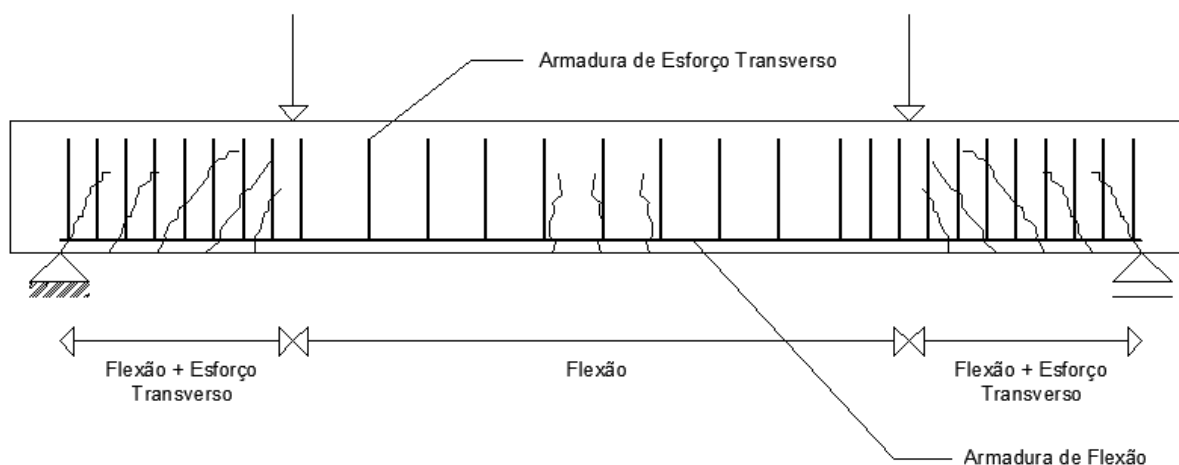 Armadura de Esforço Transverso
Flexão + Esforço
Transverso
Flexão
Flexão + Esforço
Transverso
Armadura de Flexão